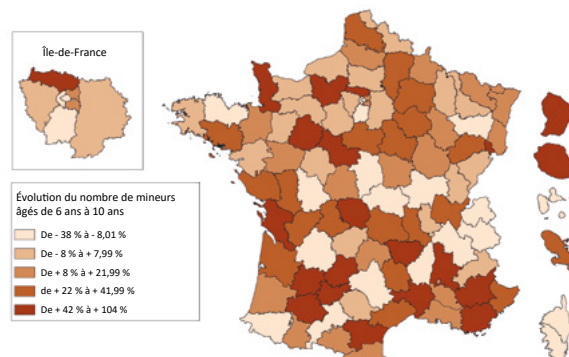 Île-de-France
Évolution du nombre de mineurs
âgés de 6 ans à 10 ans
De - 38 % à - 8,01 %
De - 8 % à + 7,99 %
De + 8 % à + 21,99 %
de + 22 % à + 41,99 %
De + 42 % à + 104 %